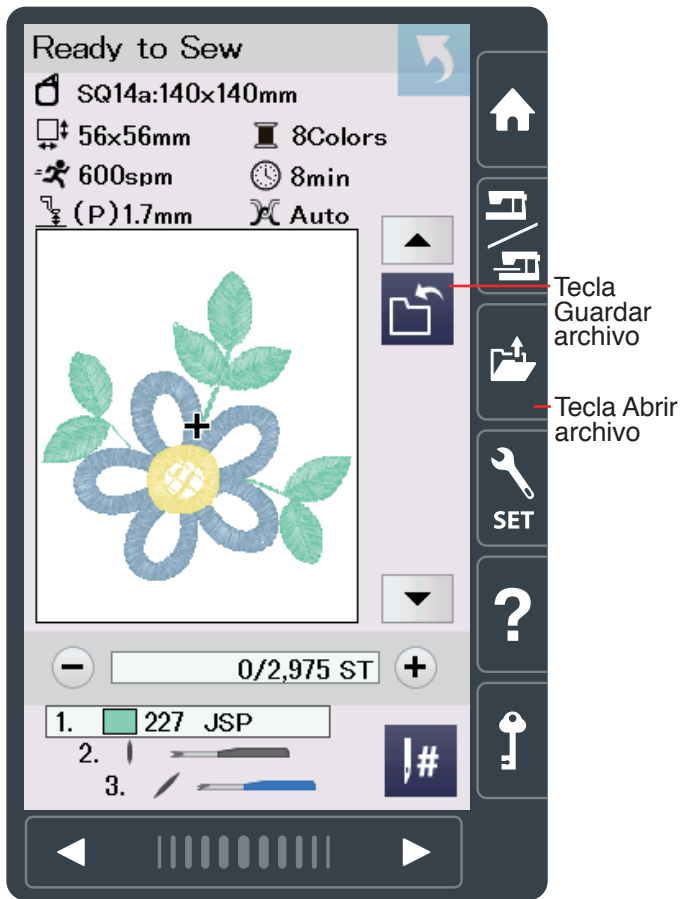 Ready to Sew
SQ14a:140x140mm
56x56mm 8Colors
600spm 8min
(P)1.7mm Auto
Tecla
Guardar
archivo
Tecla Abrir
archivo
SET
?
0/2,975 ST
1. 227 JSP
2.
3.
#